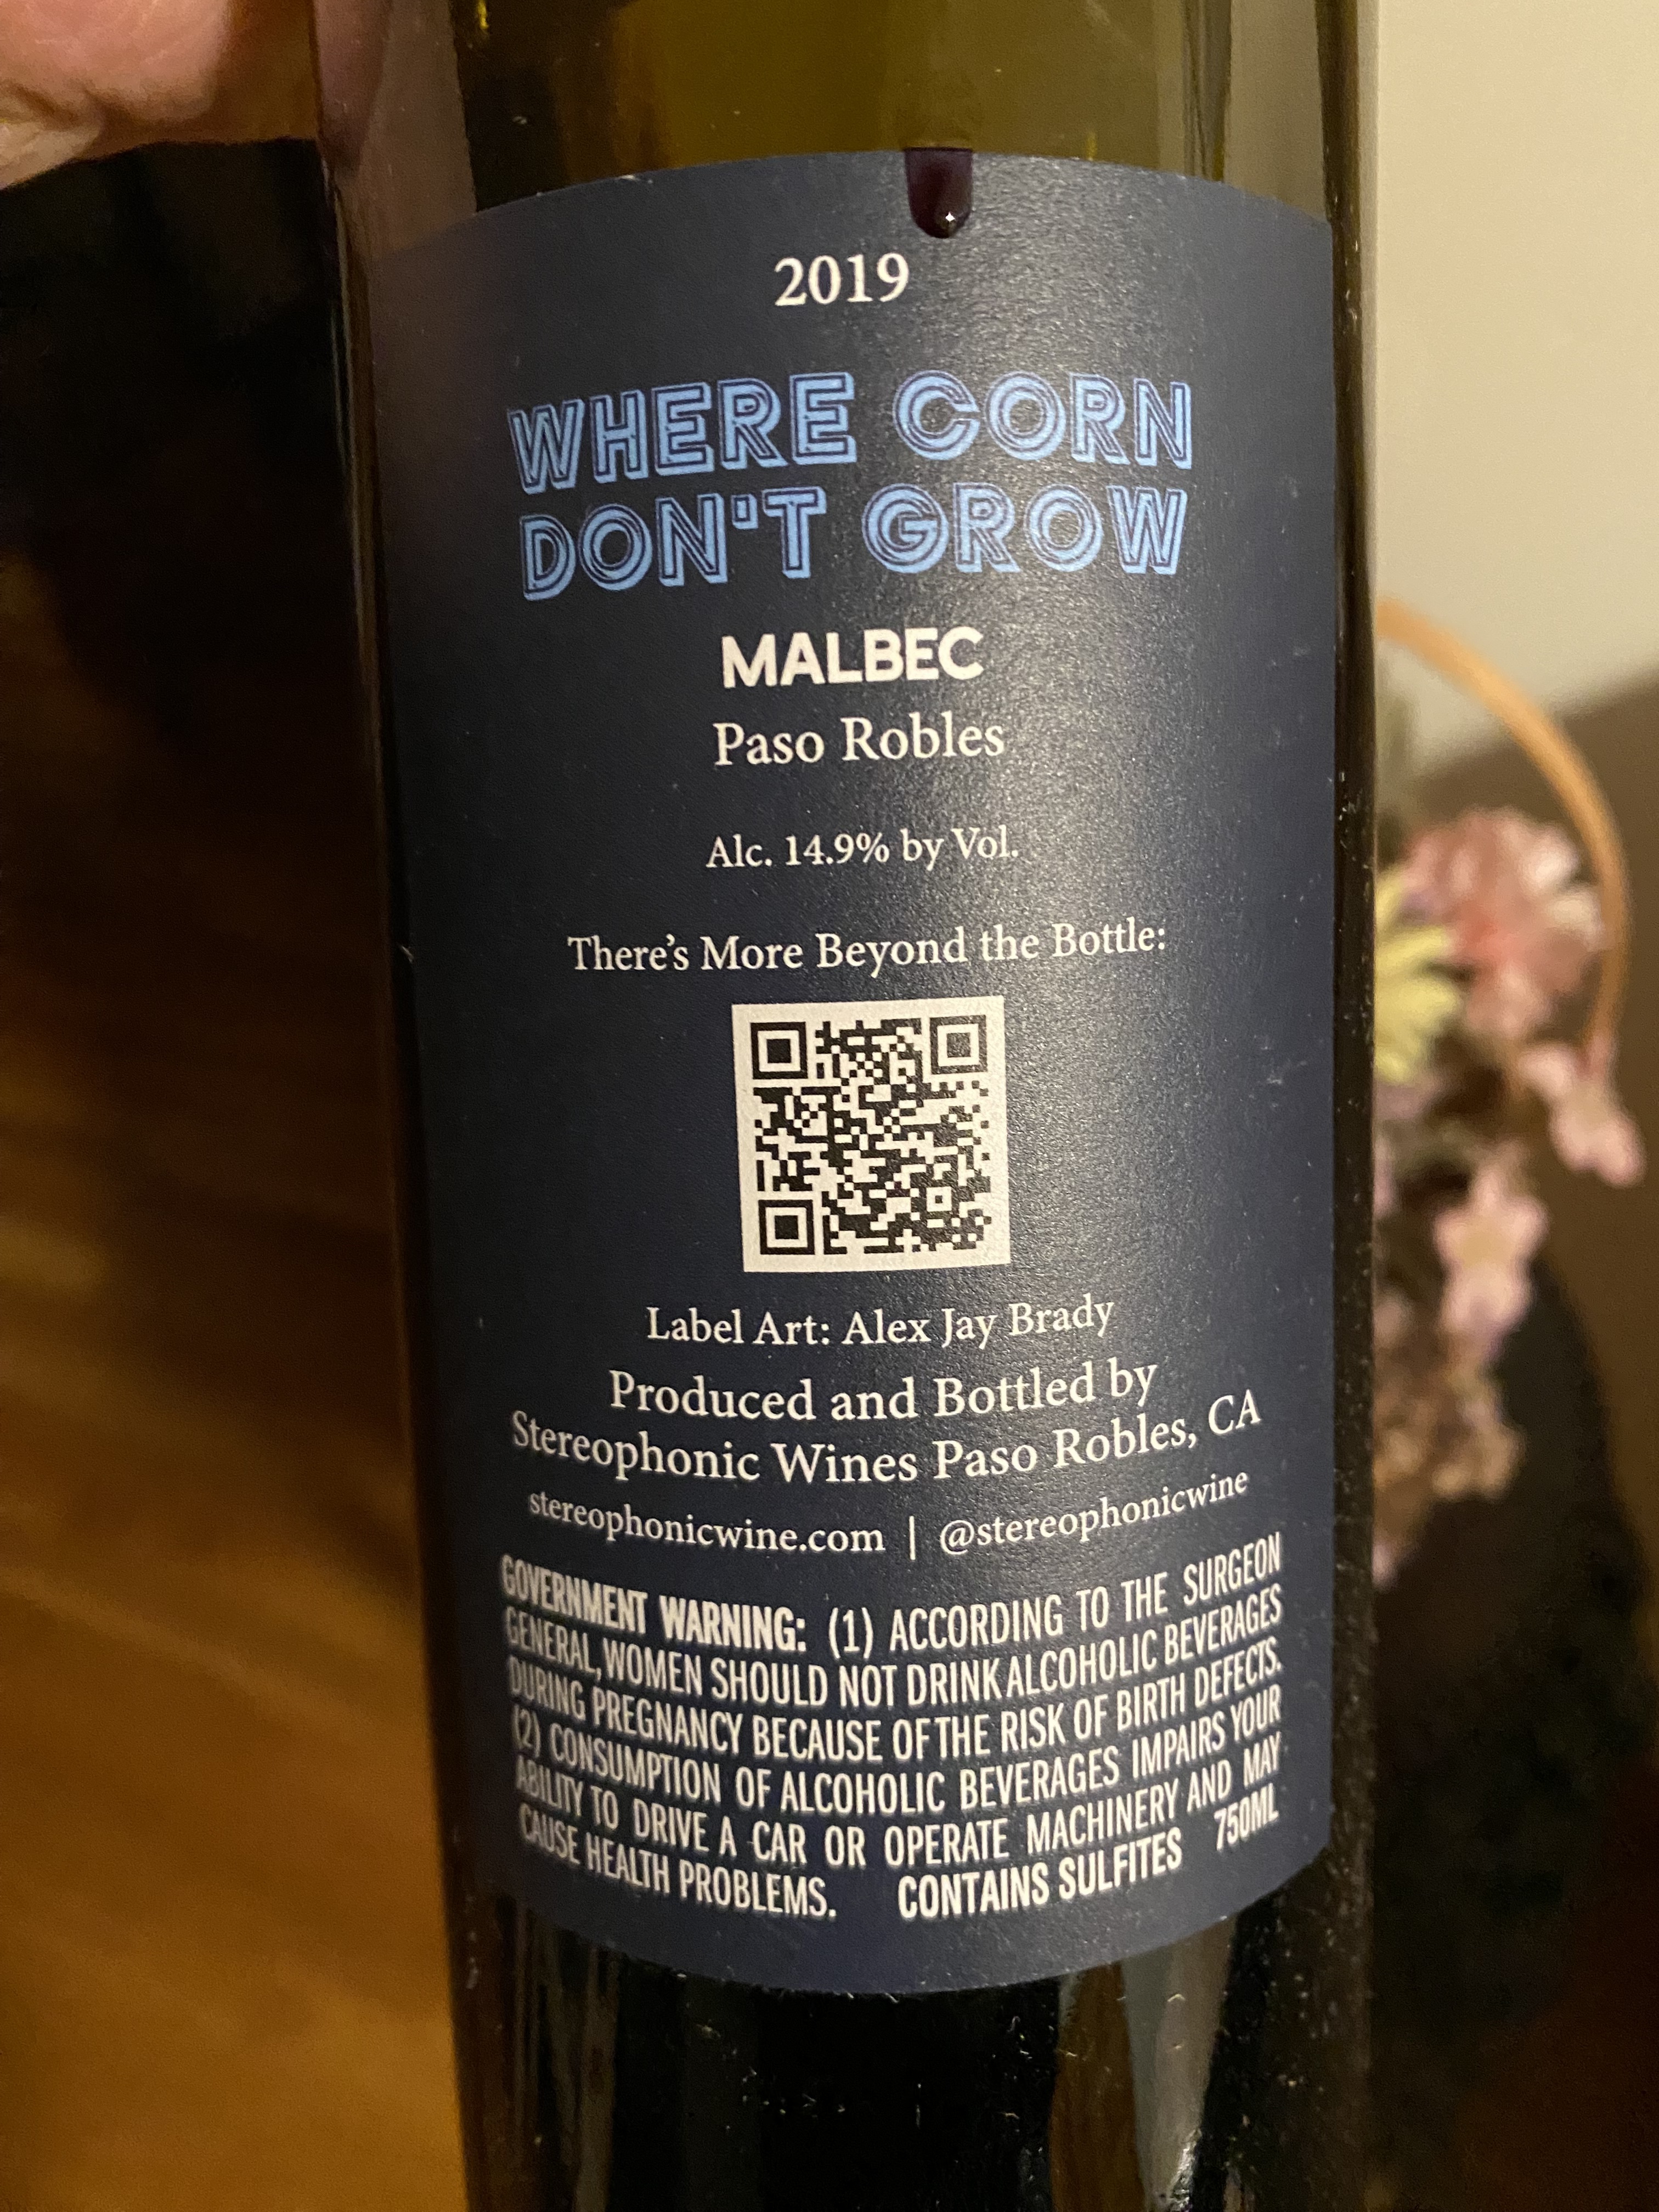 2019
WHERE CORN
DON'T GROW
MALBEC
Paso Robles
Alc. 14.9% by Vol.
There's More Beyond the Bottle:
Label Art: Alex Jay Brady
Produced and Bottled by
Stereophonic Wines Paso Robles, CA
stereophonicwine.com | @stereophonicwine
GOVERNMENT WARNING: (1) ACCORDING TO THE SURGEON
GENERAL, WOMEN SHOULD NOT DRINK ALCOHOLIC BEVERAGES
DURING PREGNANCY BECAUSE OF THE RISK OF BIRTH DEFECTS.
(2) CONSUMPTION OF ALCOHOLIC BEVERAGES IMPAIRS YOUR
ABILITY TO DRIVE A CAR OR OPERATE MACHINERY AND MAY
CAUSE HEALTH PROBLEMS. CONTAINS SULFITES 750ML